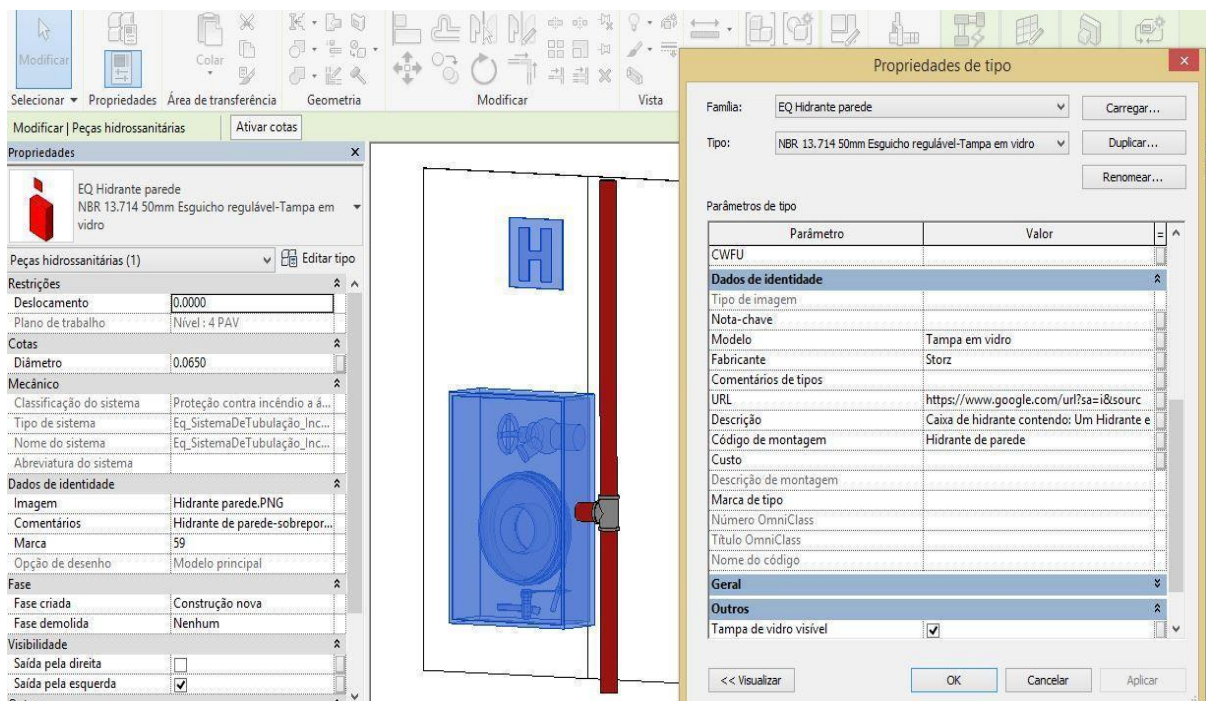 Modificar
Colar
Selecionar
Propriedades
Área de transferência
Geometria
Modificar
Vista
Modificar | Peças hidrossanitárias
Ativar cotas
Propriedades
X
EQ Hidrante parede
NBR 13.714 50mm Esguicho regulável-Tampa em
vidro
Peças hidrossanitárias (1)
Editar tipo
Restrições
Deslocamento 0.0000
Plano de trabalho Nível : 4 PAV
Cotas
Diâmetro 0.0650
Mecânico
Classificação do sistema Proteção contra incêndio a á...
Tipo de sistema Eq_SistemaDeTubulação_Inc...
Nome do sistema Eq_SistemaDeTubulação_Inc...
Abreviatura do sistema
Dados de identidade
Imagem Hidrante parede.PNG
Comentários Hidrante de parede-sobrepor...
Marca 59
Opção de desenho Modelo principal
Fase
Fase criada Construção nova
Fase demolida Nenhum
Visibilidade
Saída pela direita
Saída pela esquerda
H
Propriedades de tipo
Família: EQ Hidrante parede Carregar...
Tipo: NBR 13.714 50mm Esguicho regulável-Tampa em vidro Duplicar...
Renomear...
Parâmetros de tipo
Parâmetro Valor =
CWFU
Dados de identidade
Tipo de imagem
Nota-chave
Modelo Tampa em vidro
Fabricante Storz
Comentários de tipos
URL https://www.google.com/url?sa=i&sourc
Descrição Caixa de hidrante contendo: Um Hidrante e
Código de montagem Hidrante de parede
Custo
Descrição de montagem
Marca de tipo
Número OmniClass
Título OmniClass
Nome do código
Geral
Outros
Tampa de vidro visível
<< Visualizar OK Cancelar Aplicar